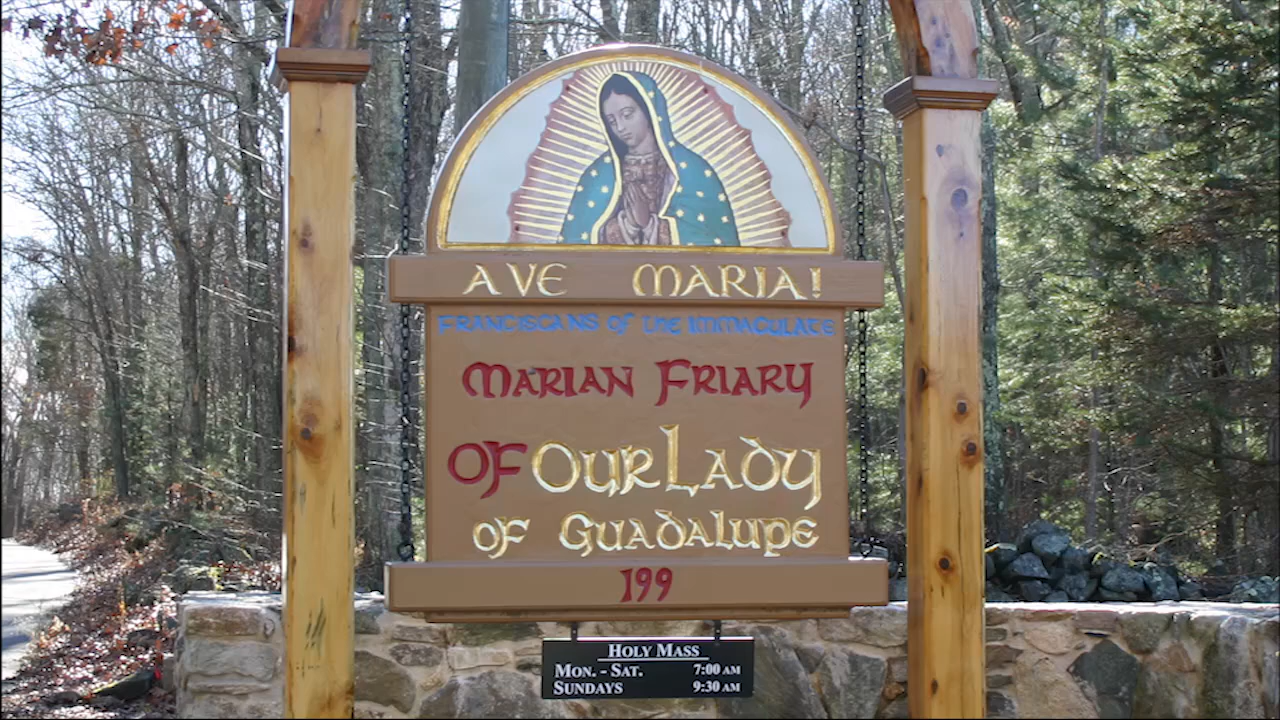 AVE MARIA!
FRANCISCANS OF THE IMMACULATE
MARIAN FRIARY
OF OUR LADY
OF GUADALUPE
199
HOLY MASS
MON. - SAT. 7:00 AM
SUNDAYS 9:30 AM